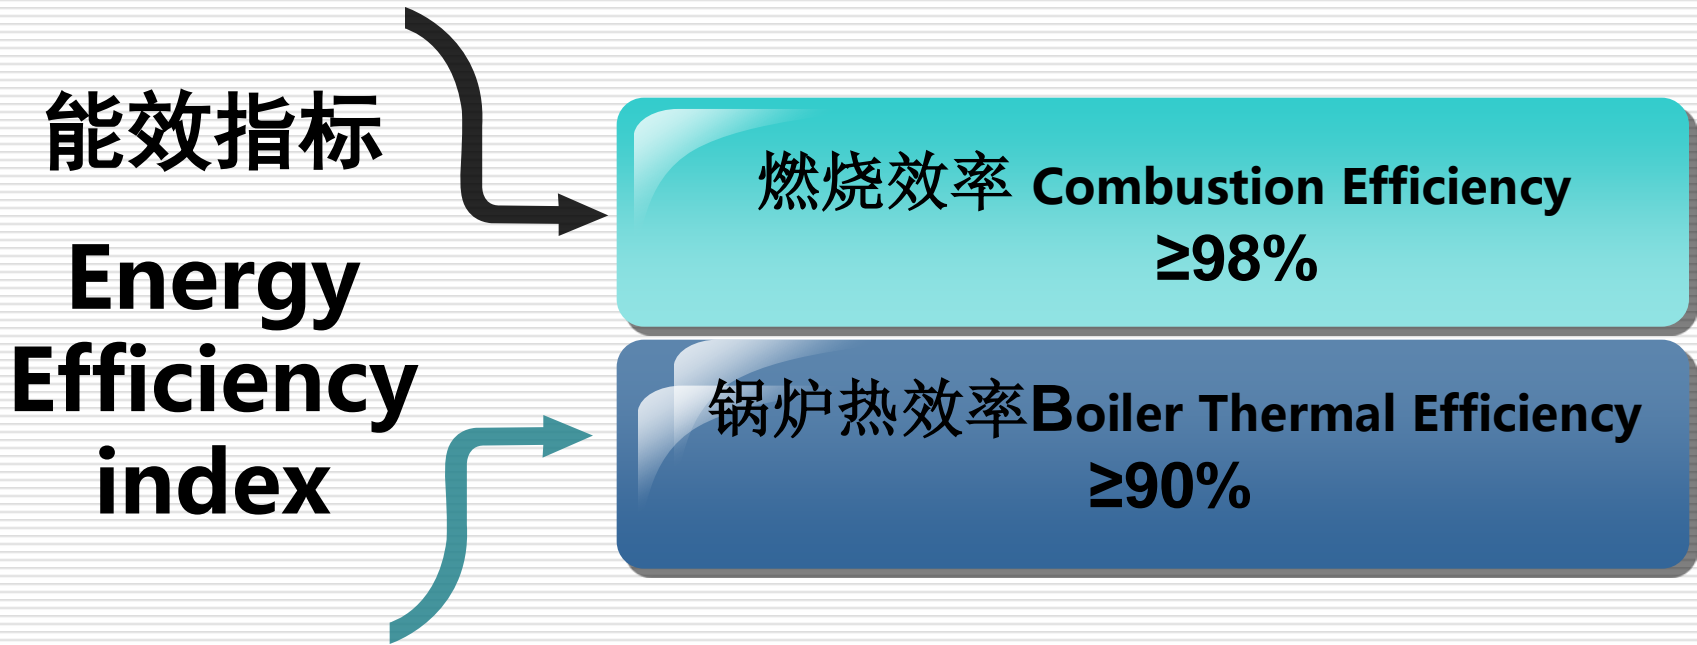 能效指标
Energy
Efficiency
index
燃烧效率 Combustion Efficiency
≥98%
锅炉热效率Boiler Thermal Efficiency
≥90%